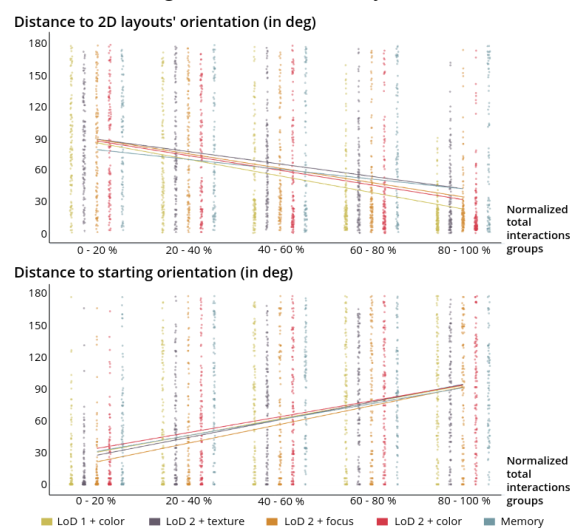 Distance to 2D layouts' orientation (in deg)
180
150
120
90
60
30
0
0 - 20 %
20 - 40 %
40 - 60 %
60 - 80 %
80 - 100 %
Normalized
total
interactions
groups
Distance to starting orientation (in deg)
180
150
120
90
60
30
0
0 - 20 %
20 - 40 %
40 - 60 %
60 - 80 %
80 - 100 %
Normalized
total
interactions
groups
LoD 1 + color
LoD 2 + texture
LoD 2 + focus
LoD 2 + color
Memory